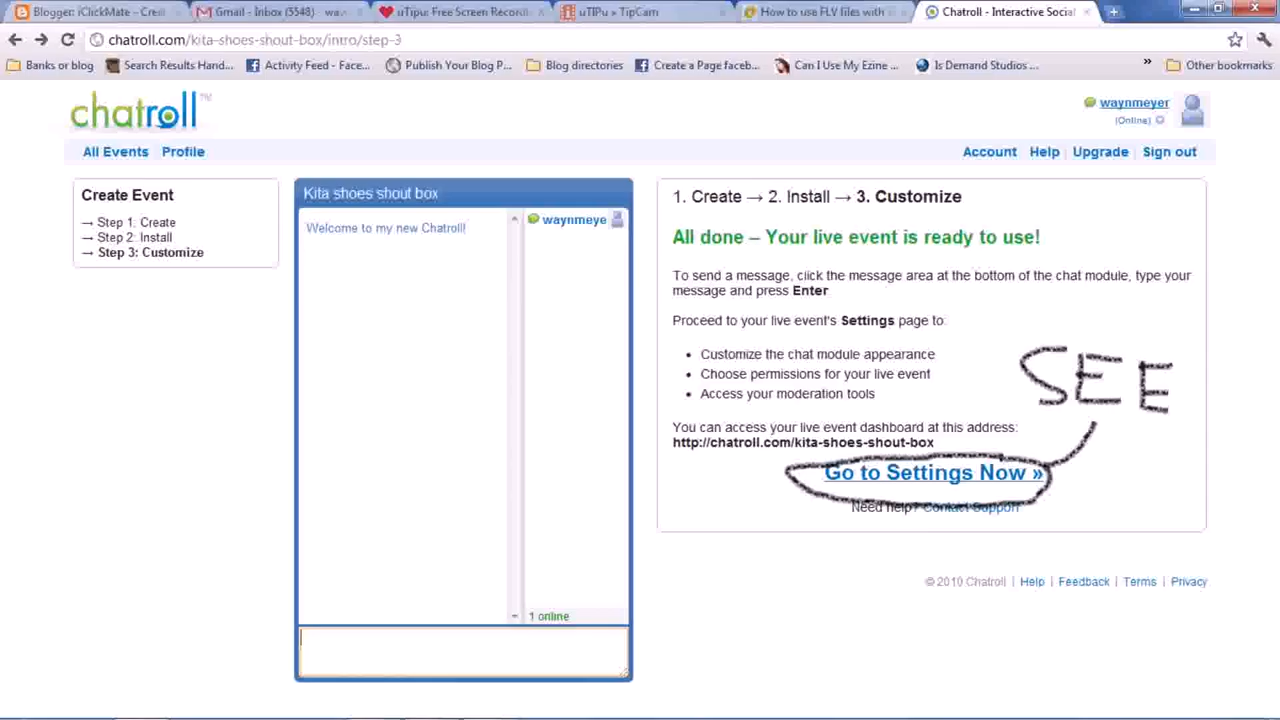 Blogger: iClickMate - Creat
Gmail - Inbox (3548) wav
uTipu: Free Screen Recordi
uTIPu » TipCam
How to use FLV files with
Chatroll - Interactive Social
chatroll.com/kita-shoes-shout-box/intro/step-3
Banks or blog
Search Results Hand...
Activity Feed - Face...
Publish Your Blog P...
Blog directories
Create a Page faceb...
Can I Use My Ezine ...
Is Demand Studios ...
»
Other bookmarks
chatroll™
waynmeyer
(Online)
All Events Profile
Account Help Upgrade Sign out
Create Event
→ Step 1: Create
→ Step 2: Install
→ Step 3: Customize
Kita shoes shout box
Welcome to my new Chatroll!
waynmeye
1 online
1. Create → 2. Install → 3. Customize
All done – Your live event is ready to use!
To send a message, click the message area at the bottom of the chat module, type your
message and press Enter
Proceed to your live event's Settings page to:
• Customize the chat module appearance
• Choose permissions for your live event
• Access your moderation tools
SEE
You can access your live event dashboard at this address:
http://chatroll.com/kita-shoes-shout-box
Go to Settings Now »
Need help? Contact Support
© 2010 Chatroll | Help | Feedback | Terms | Privacy